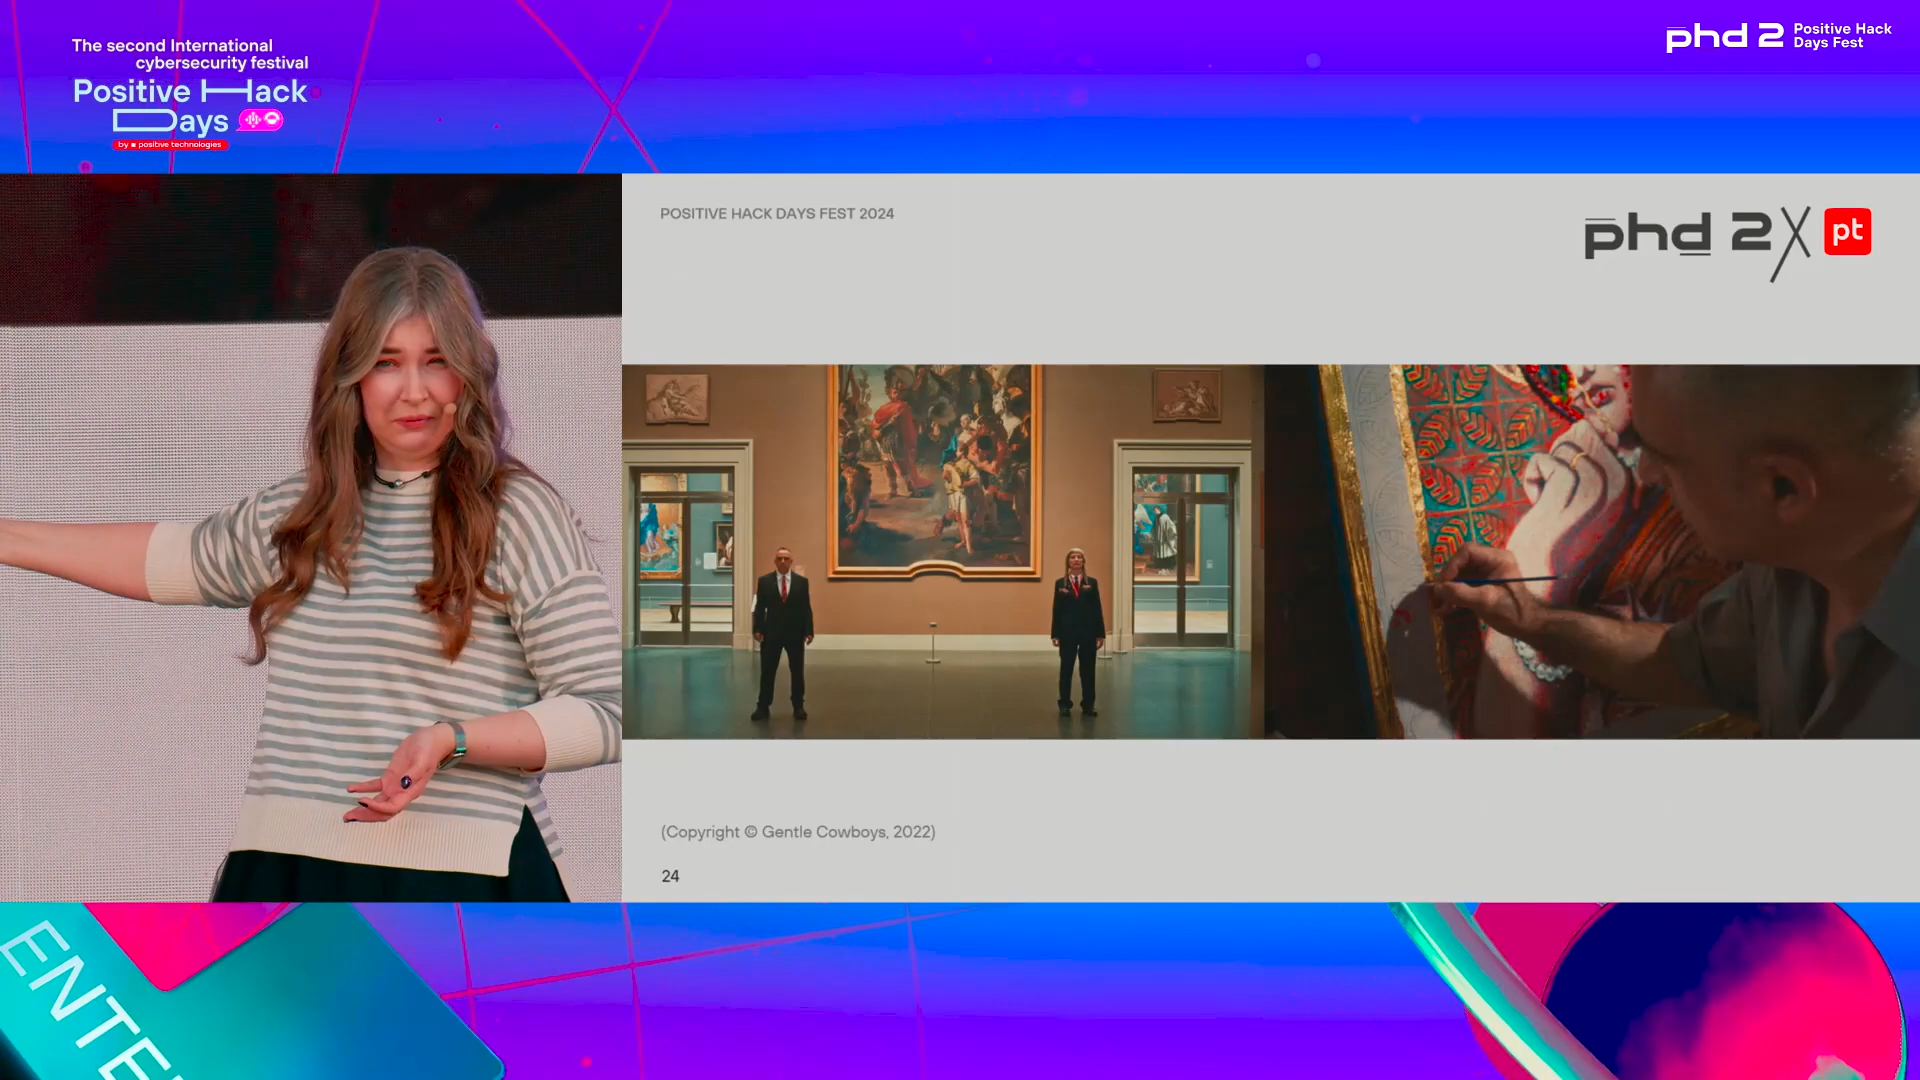 The second International
cybersecurity festival
Positive Hack
Days
by positive technologies
phd 2
Positive Hack
Days Fest
POSITIVE HACK DAYS FEST 2024
phd 2
pt
(Copyright © Gentle Cowboys, 2022)
24
ENTE